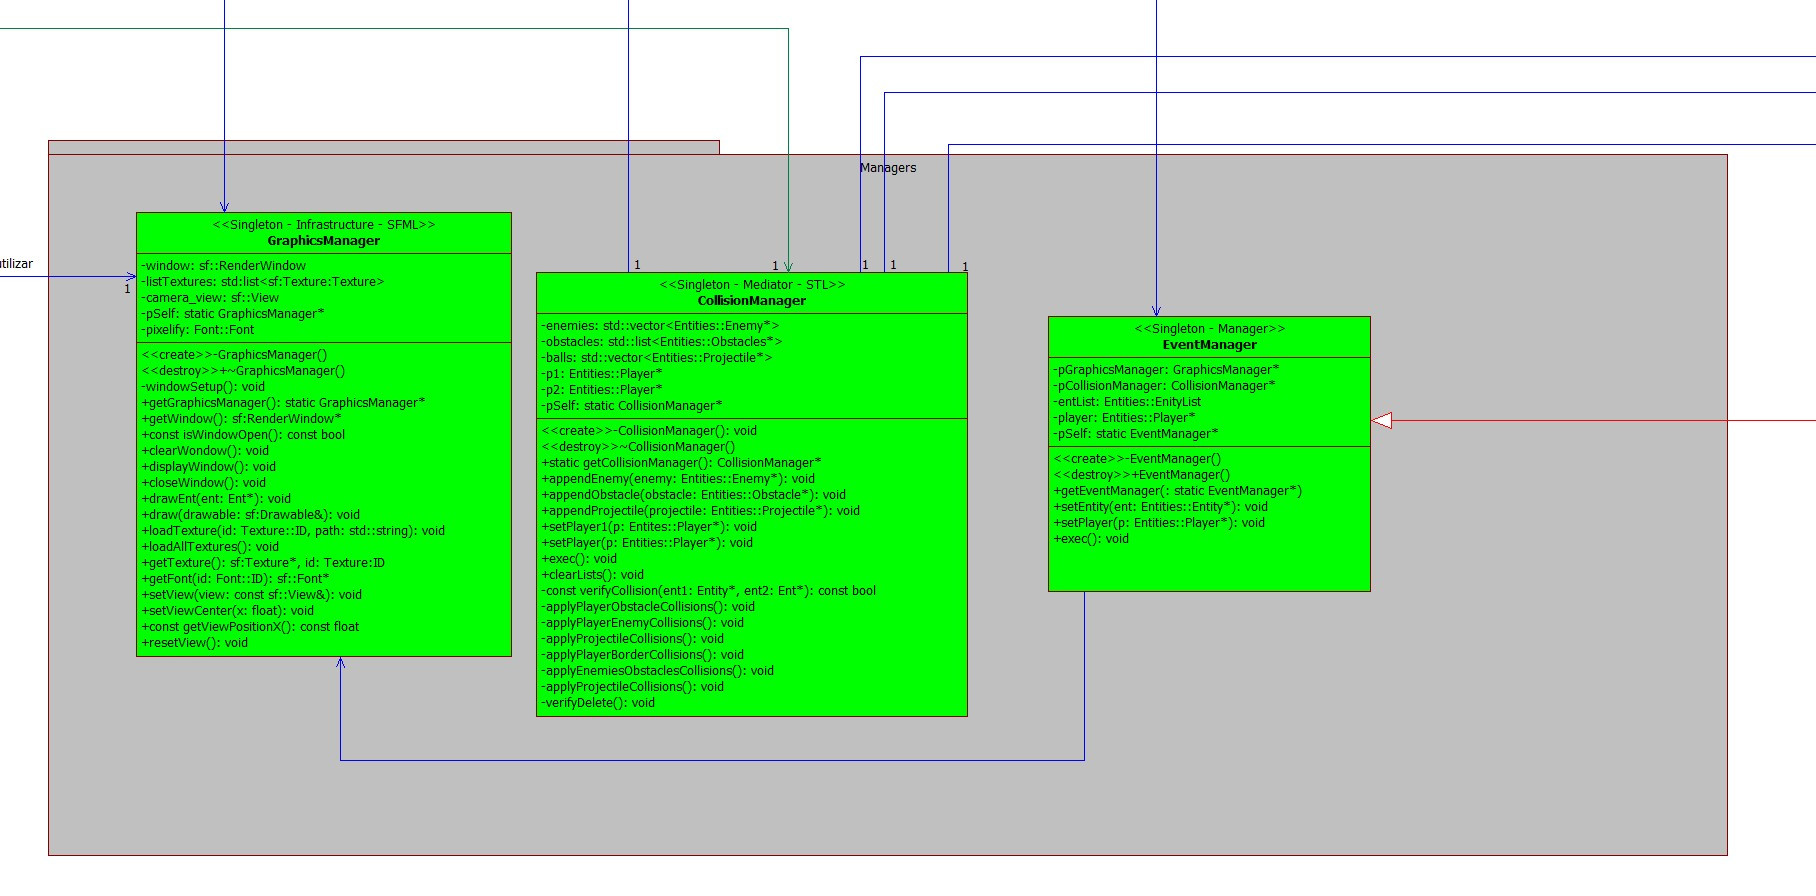 Managers
utilizar
1
<<Singleton - Infrastructure - SFML>>
GraphicsManager
-window: sf::RenderWindow
-listTextures: std:list<sf:Texture:Texture>
-camera_view: sf::View
-pSelf: static GraphicsManager*
-pixelify: Font::Font
<<create>>-GraphicsManager()
<<destroy>>+~GraphicsManager()
-windowSetup(): void
+getGraphicsManager(): static GraphicsManager*
+getWindow(): sf:RenderWindow*
+const isWindowOpen(): const bool
+clearWondow(): void
+displayWindow(): void
+closeWindow(): void
+drawEnt(ent: Ent*): void
+draw(drawable: sf:Drawable&): void
+loadTexture(id: Texture::ID, path: std::string): void
+loadAllTextures(): void
+getTexture(): sf:Texture*, id: Texture:ID
+getFont(id: Font::ID): sf::Font*
+setView(view: const sf::View&): void
+setViewCenter(x: float): void
+const getViewPositionX(): const float
+resetView(): void
1
1
1
1
1
<<Singleton - Mediator - STL>>
CollisionManager
-enemies: std::vector<Entities::Enemy*>
-obstacles: std::list<Entities::Obstacles*>
-balls: std::vector<Entities::Projectile*>
-p1: Entities::Player*
-p2: Entities::Player*
-pSelf: static CollisionManager*
<<create>>-CollisionManager(): void
<<destroy>>~CollisionManager()
+static getCollisionManager(): CollisionManager*
+appendEnemy(enemy: Entities::Enemy*): void
+appendObstacle(obstacle: Entities::Obstacle*): void
+appendProjectile(projectile: Entities::Projectile*): void
+setPlayer1(p: Entites::Player*): void
+setPlayer(p: Entities::Player*): void
+exec(): void
+clearLists(): void
-const verifyCollision(ent1: Entity*, ent2: Ent*): const bool
-applyPlayerObstacleCollisions(): void
-applyPlayerEnemyCollisions(): void
-applyProjectileCollisions(): void
-applyPlayerBorderCollisions(): void
-applyEnemiesObstaclesCollisions(): void
-applyProjectileCollisions(): void
-verifyDelete(): void
<<Singleton - Manager>>
EventManager
-pGraphicsManager: GraphicsManager*
-pCollisionManager: CollisionManager*
-entList: Entities::EnityList
-player: Entities::Player*
-pSelf: static EventManager*
<<create>>-EventManager()
<<destroy>>+EventManager()
+getEventManager(: static EventManager*)
+setEntity(ent: Entities::Entity*): void
+setPlayer(p: Entities::Player*): void
+exec(): void